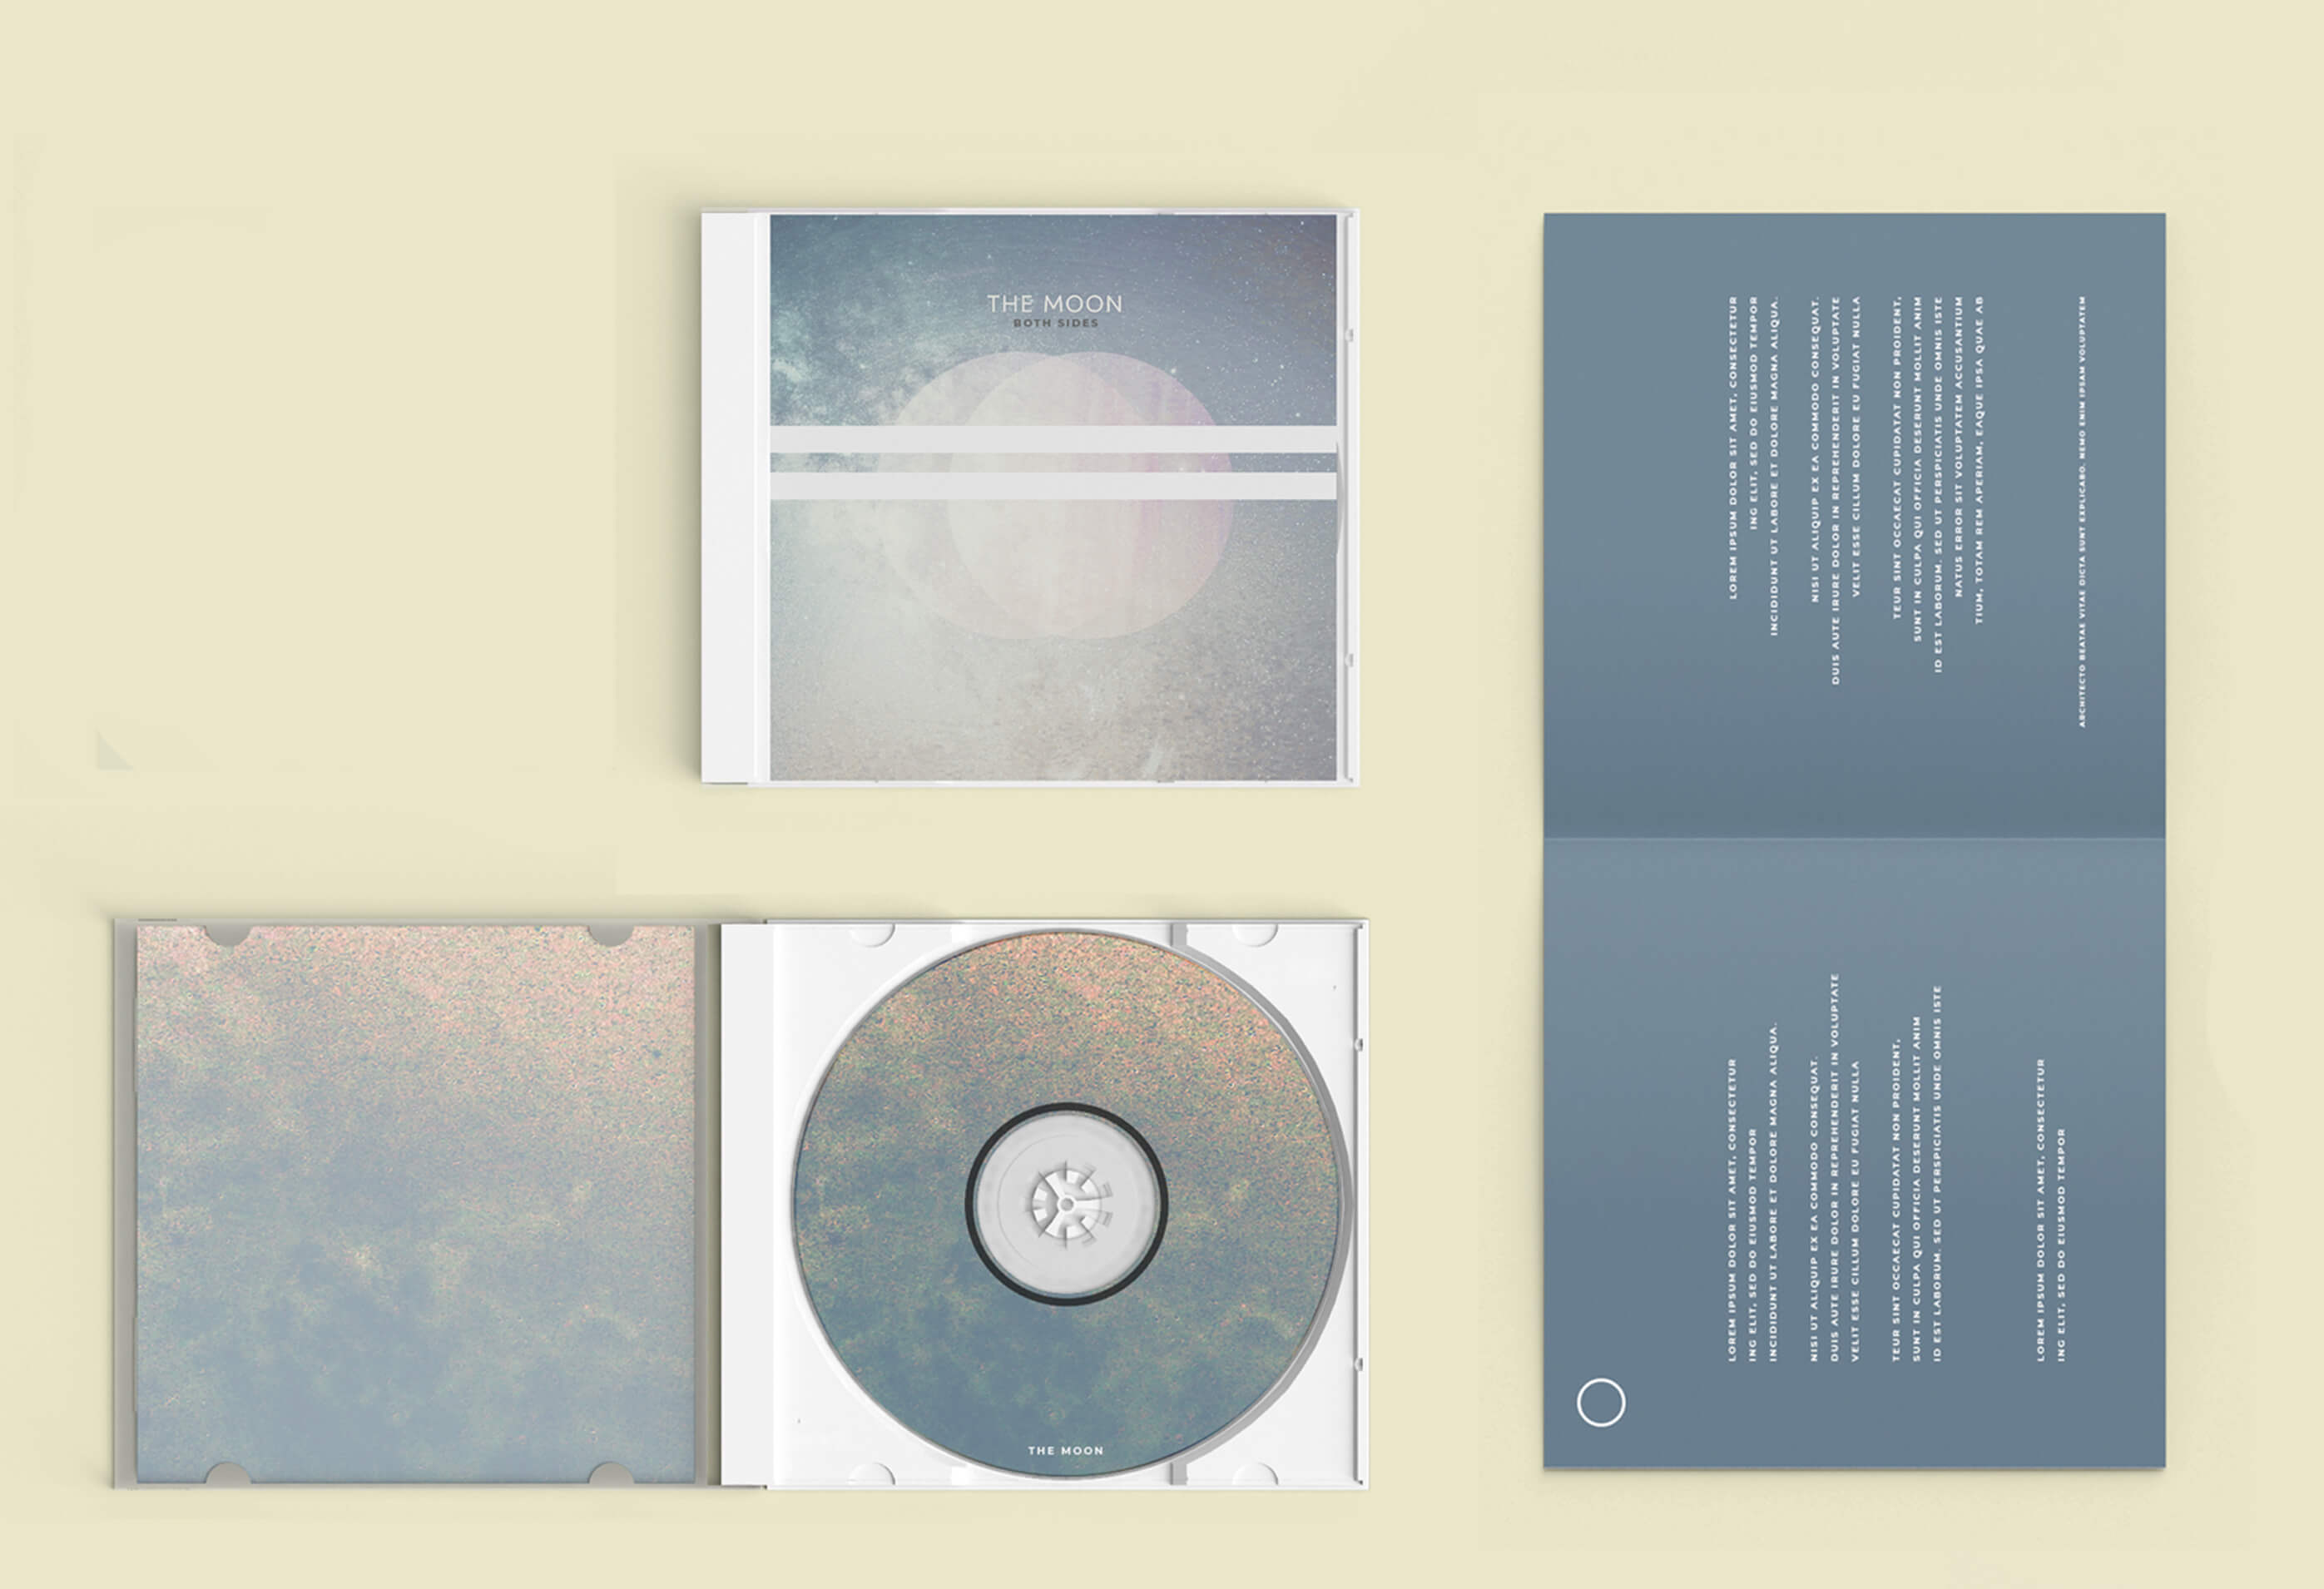 THE MOON
BOTH SIDES
THE MOON
LOREM IPSUM DOLOR SIT AMET, CONSECTETUR
ING ELIT, SED DO EIUSMOD TEMPOR
INCIDIDUNT UT LABORE ET DOLORE MAGNA ALIQUA.
NISI UT ALIQUIP EX EA COMMODO CONSEQUAT.
DUIS AUTE IRURE DOLOR IN REPREHENDERIT IN VOLUPTATE
VELIT ESSE CILLUM DOLORE EU FUGIAT NULLA
TEUR SINT OCCAECAT CUPIDATAT NON PROIDENT,
SUNT IN CULPA QUI OFFICIA DESERUNT MOLLIT ANIM
ID EST LABORUM. SED UT PERSPICIATIS UNDE OMNIS ISTE
LOREM IPSUM DOLOR SIT AMET, CONSECTETUR
ING ELIT, SED DO EIUSMOD TEMPOR
LOREM IPSUM DOLOR SIT AMET, CONSECTETUR
ING ELIT, SED DO EIUSMOD TEMPOR
INCIDIDUNT UT LABORE ET DOLORE MAGNA ALIQUA.
NISI UT ALIQUIP EX EA COMMODO CONSEQUAT.
DUIS AUTE IRURE DOLOR IN REPREHENDERIT IN VOLUPTATE
VELIT ESSE CILLUM DOLORE EU FUGIAT NULLA
TEUR SINT OCCAECAT CUPIDATAT NON PROIDENT,
SUNT IN CULPA QUI OFFICIA DESERUNT MOLLIT ANIM
ID EST LABORUM. SED UT PERSPICIATIS UNDE OMNIS ISTE
NATUS ERROR SIT VOLUPTATEM ACCUSANTIUM
TIUM, TOTAM REM APERIAM, EAQUE IPSA QUAE AB
ARCHITECTO BEATAE VITAE DICTA SUNT EXPLICABO. NEMO ENIM IPSAM VOLUPTATEM